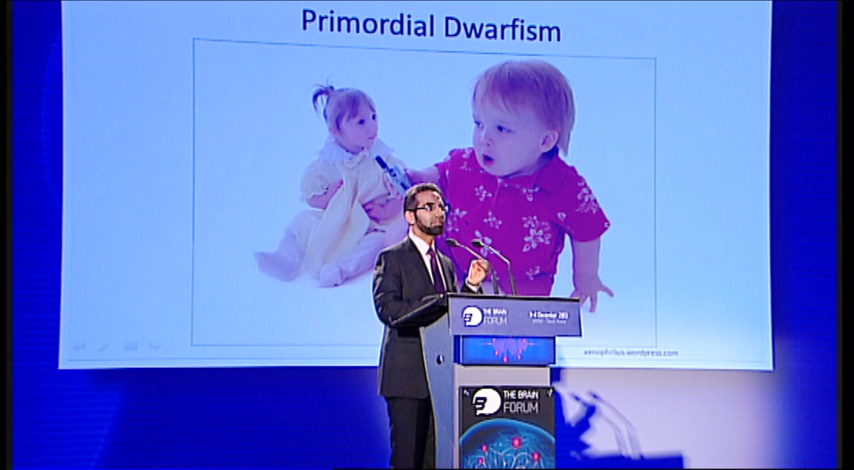 Primordial Dwarfism
xenophilius.wordpress.com
THE BRAIN
FORUM
THE BRAIN
FORUM